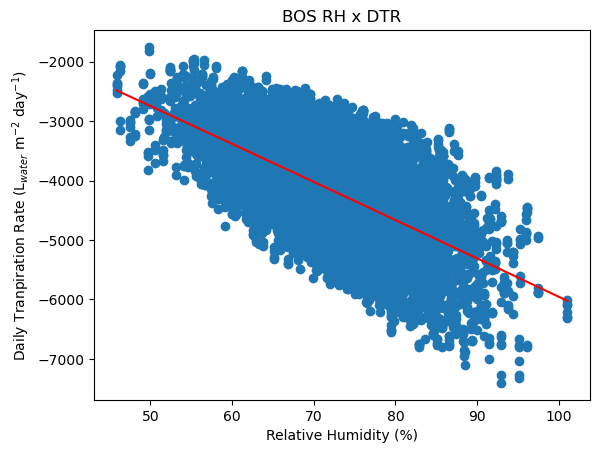 BOS RH x DTR
Daily Tranpiration Rate (L$_{water}$ m$^{-2}$ day$^{-1}$)
−2000
−3000
−4000
−5000
−6000
−7000
50 60 70 80 90 100
Relative Humidity (%)